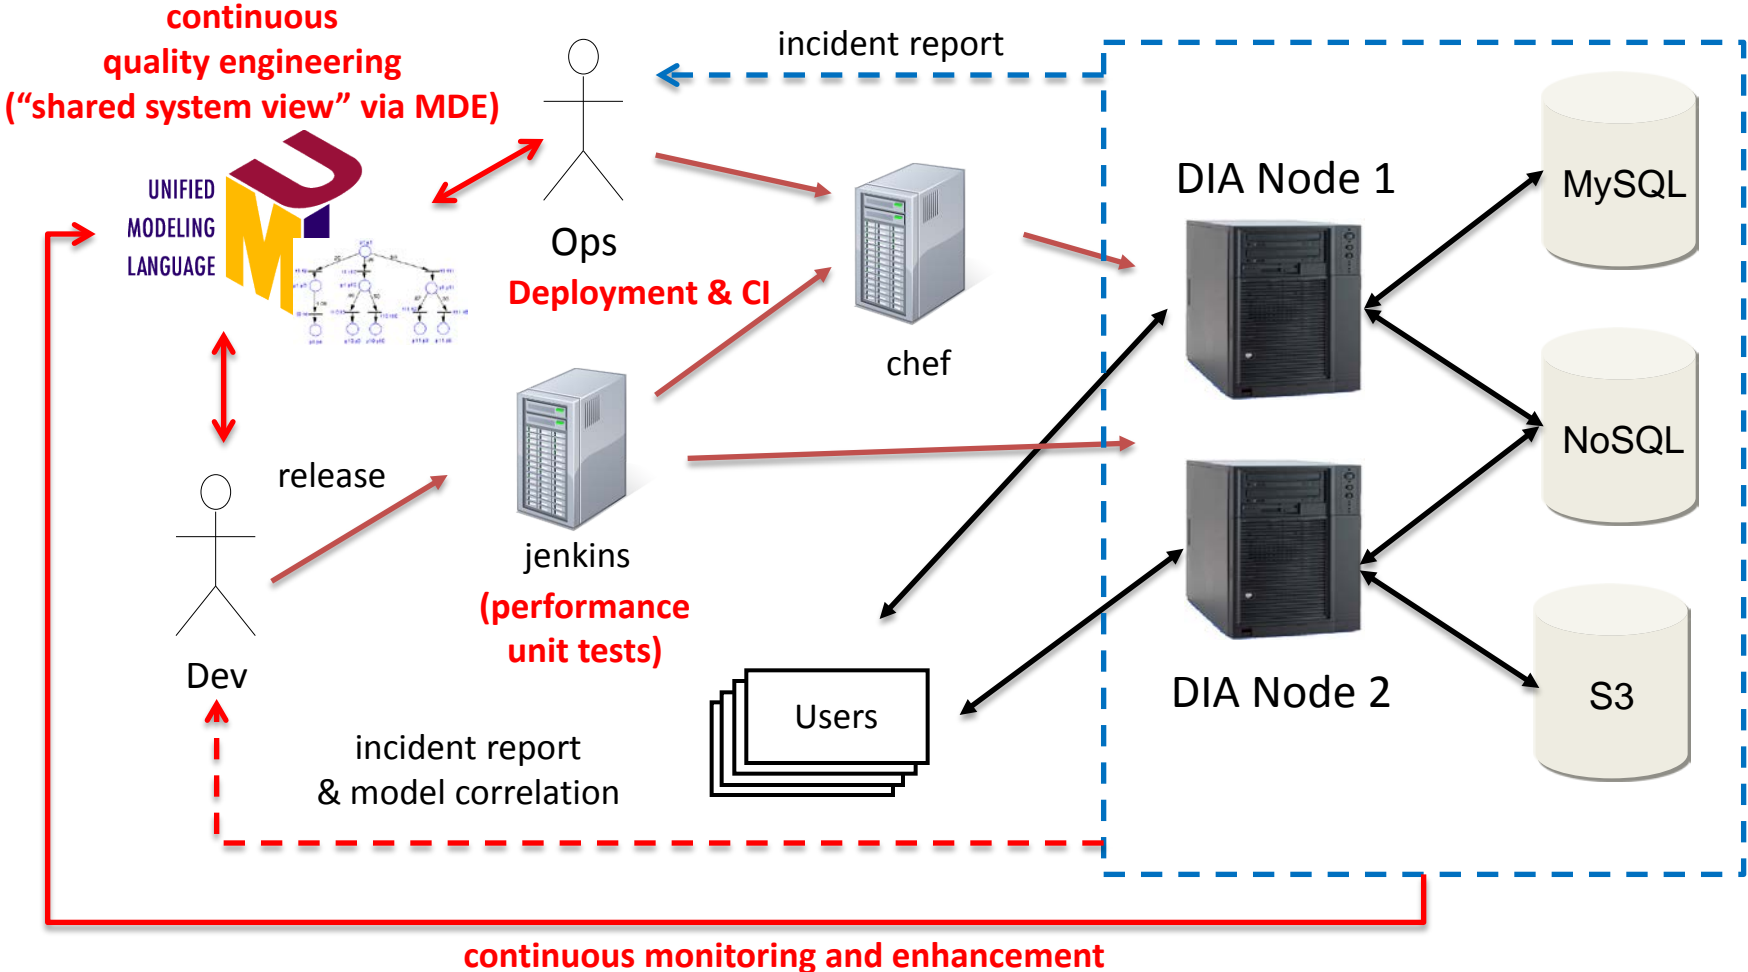 continuous
quality engineering
(“shared system view” via MDE)
UNIFIED
MODELING
LANGUAGE
incident report
Ops
Deployment & CI
chef
DIA Node 1
MySQL
NoSQL
S3
DIA Node 2
release
jenkins
(performance
unit tests)
Dev
Users
incident report
& model correlation
continuous monitoring and enhancement